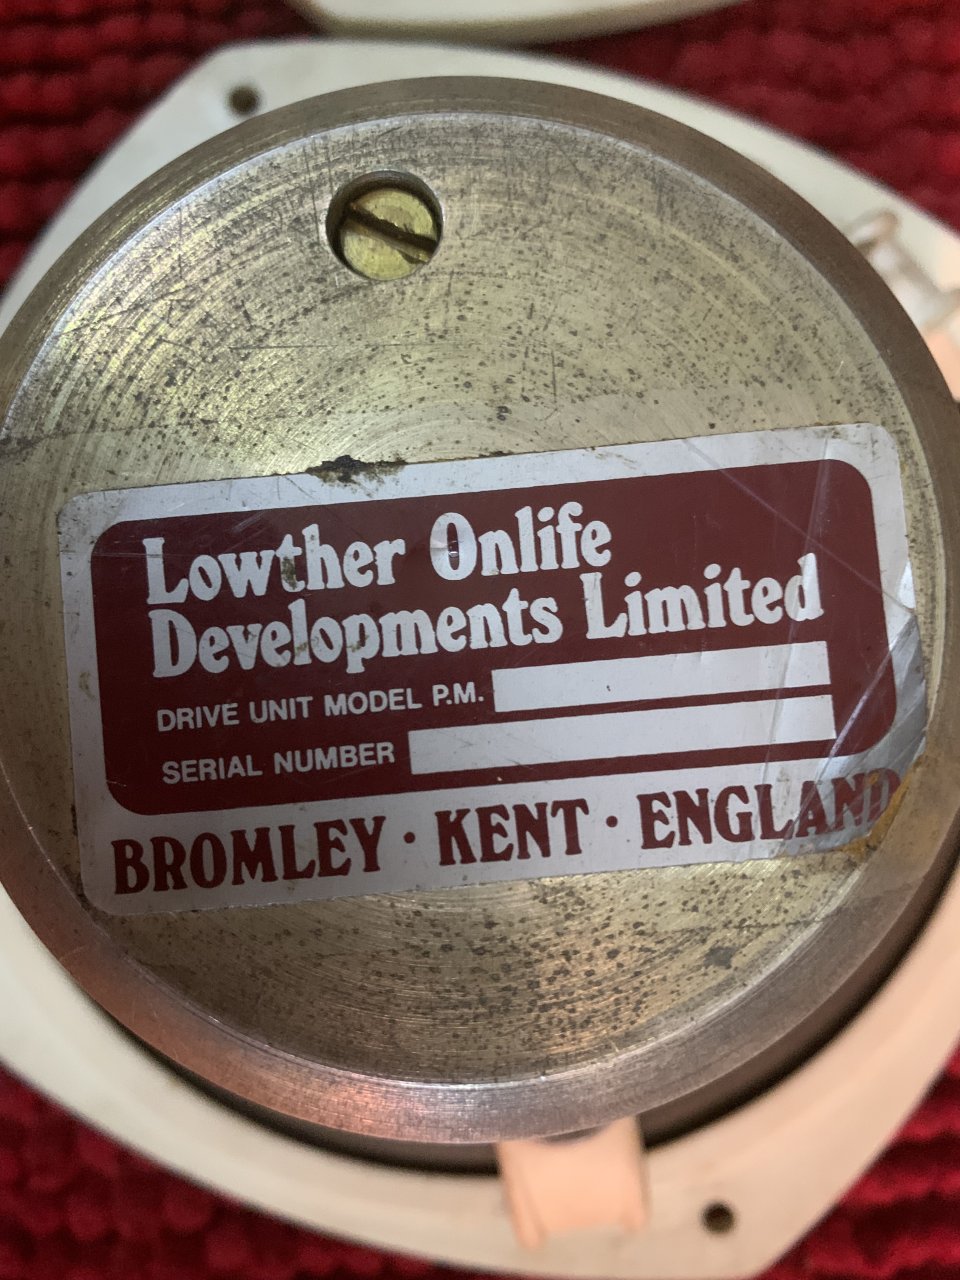 Lowther Onlife
Developments Limited
DRIVE UNIT MODEL P.M.
SERIAL NUMBER
BROMLEY · KENT · ENGLAND